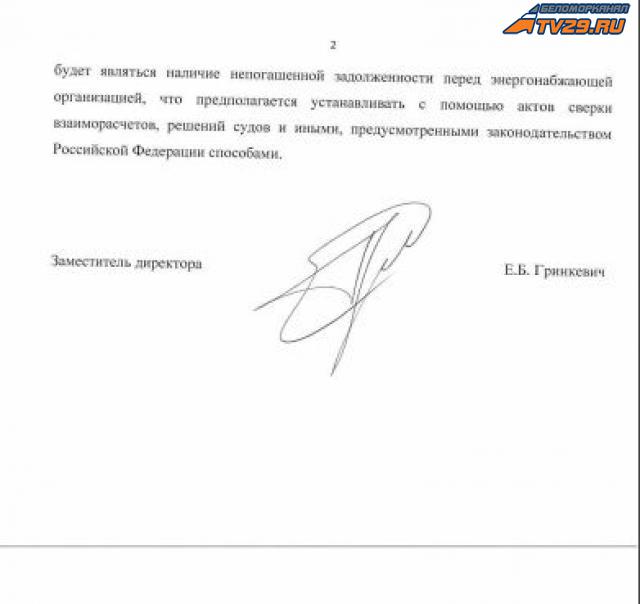 БЕЛОМОРКАНАЛ
TV29.RU
2
будет являться наличие непогашенной задолженности перед энергонабжающей
организацией, что предполагается устанавливать с помощью актов сверки
взаиморасчетов, решений судов и иными, предусмотренными законодательством
Российской Федерации способами.
Заместитель директора
Е.Б. Гринкевич